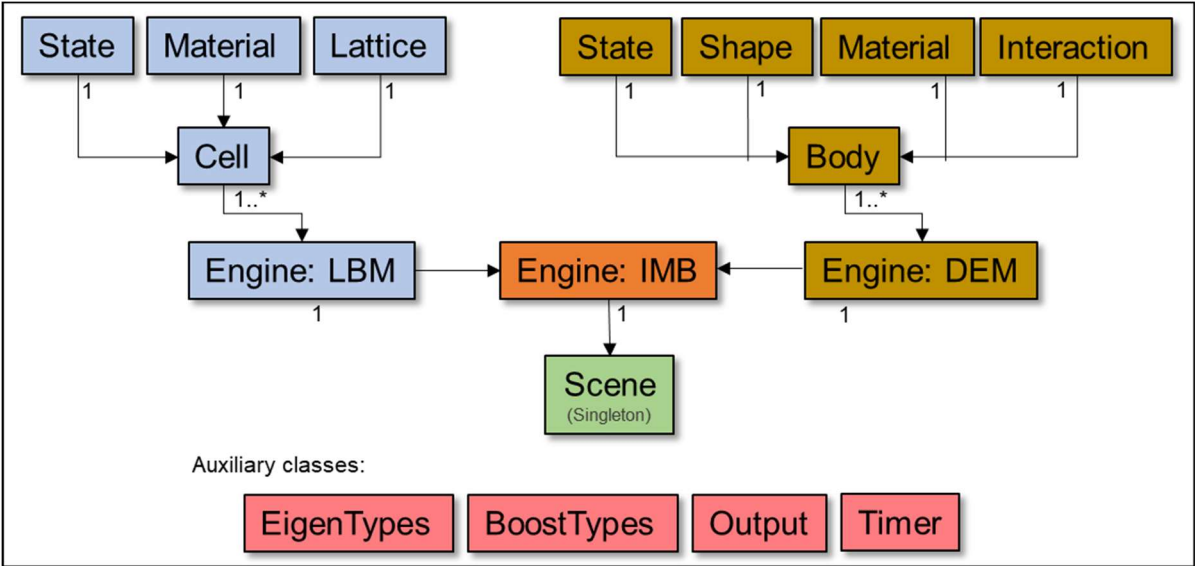 State Material Lattice State Shape Material Interaction
1 1 1 1 1 1 1
Cell Body
1..* 1..*
Engine: LBM Engine: IMB Engine: DEM
1 1 1
Scene
(Singleton)
Auxiliary classes:
EigenTypes BoostTypes Output Timer